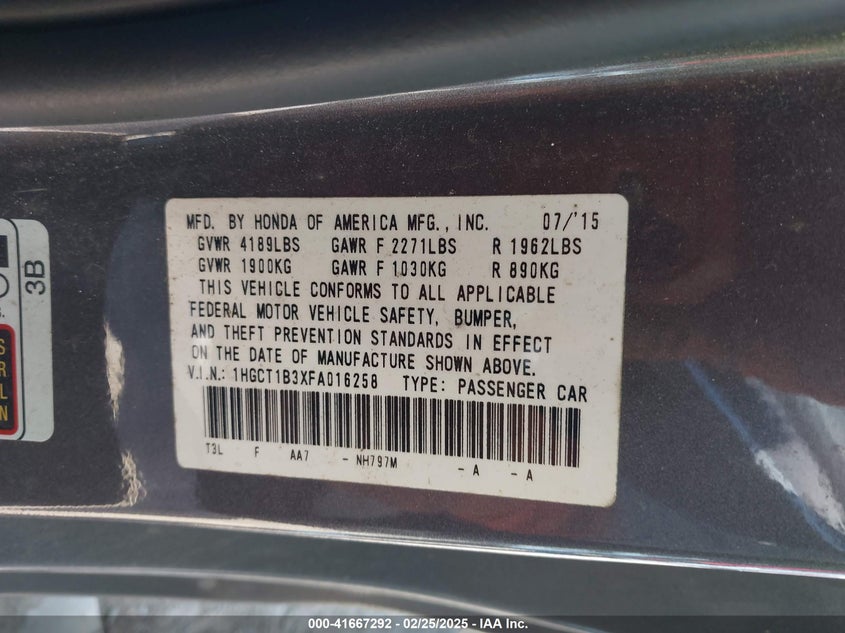 MFD. BY HONDA OF AMERICA MFG., INC. 07/'15
GVWR 4189LBS GAWR F 2271LBS R 1962LBS
GVWR 1900KG GAWR F 1030KG R 890KG
THIS VEHICLE CONFORMS TO ALL APPLICABLE
FEDERAL MOTOR VEHICLE SAFETY, BUMPER,
AND THEFT PREVENTION STANDARDS IN EFFECT
ON THE DATE OF MANUFACTURE SHOWN ABOVE.
V.I.N.: 1HGCT1B3XFA016258 TYPE: PASSENGER CAR
T3L F AA7 - NH797M - A - A
3B
000-41667292 - 02/25/2025 - IAA Inc.